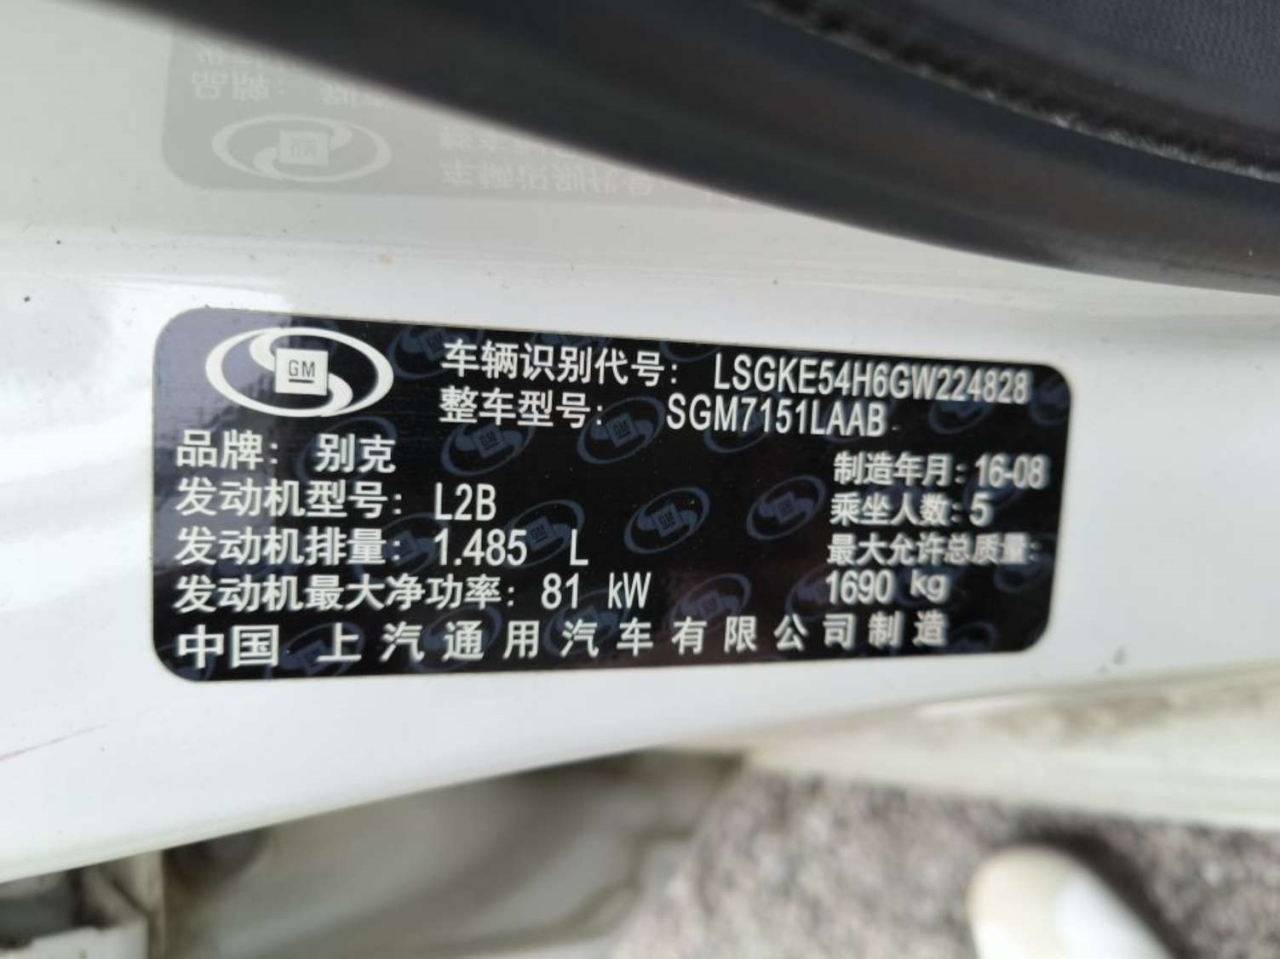 GM
车辆识别代号: LSGKE54H6GW224828
整车型号: SGM7151LAAB
品牌: 别克
制造年月: 16-08
发动机型号: L2B
乘坐人数: 5
发动机排量: 1.485 L
最大允许总质量:
1690 kg
发动机最大净功率: 81 kW
中国 上汽通用汽车有限公司制造